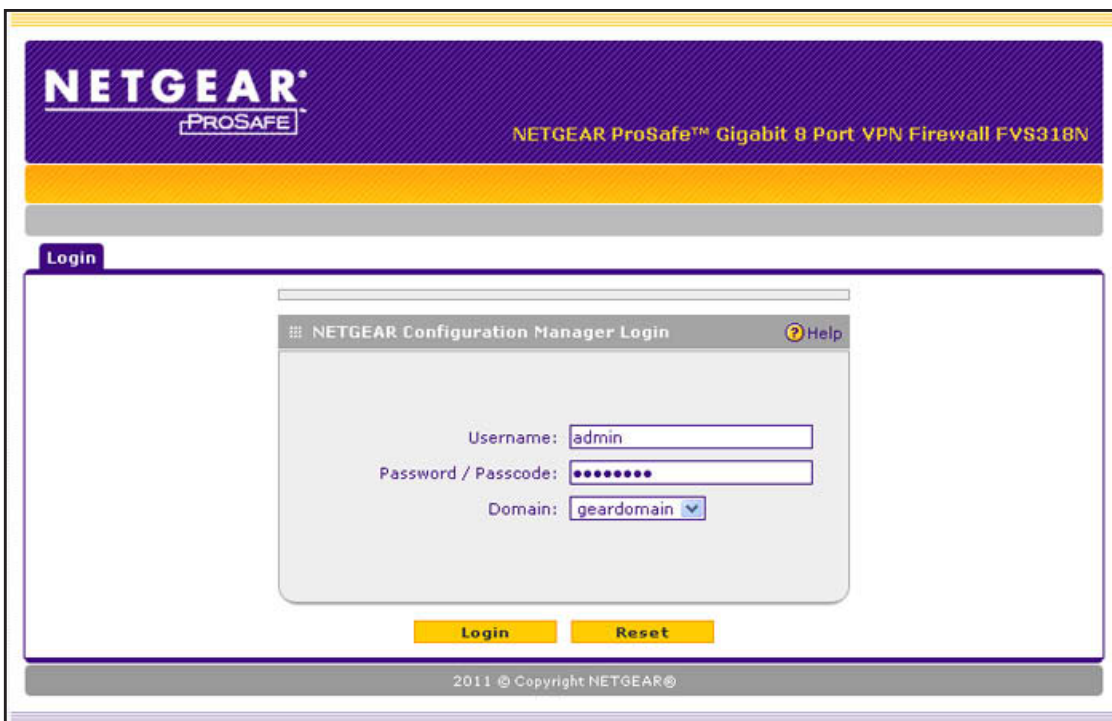 NETGEAR®
PROSAFE™
NETGEAR ProSafe™ Gigabit 8 Port VPN Firewall FVS318N
Login
NETGEAR Configuration Manager Login
? Help
Username: admin
Password / Passcode: ••••••••
Domain: geardomain
Login Reset
2011 © Copyright NETGEAR®